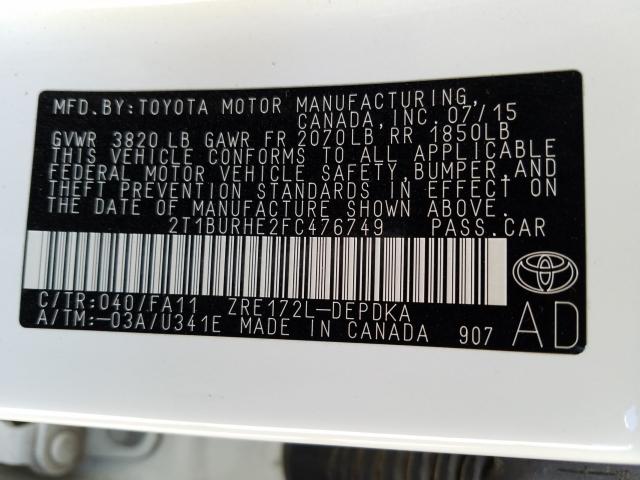 MFD.BY:TOYOTA MOTOR MANUFACTURING,
CANADA, INC. 07/15
GVWR 3820 LB GAWR FR 2070LB, RR 1850LB
THIS VEHICLE CONFORMS TO ALL APPLICABLE
FEDERAL MOTOR VEHICLE SAFETY,BUMPER,AND
THEFT PREVENTION STANDARDS IN EFFECT ON
THE DATE OF MANUFACTURE SHOWN ABOVE.
2T1BURHE2FC476749 PASS.CAR
C/TR:040/FA11 ZRE172L-DEPDKA
A/TM:-03A/U341E MADE IN CANADA 907
AD